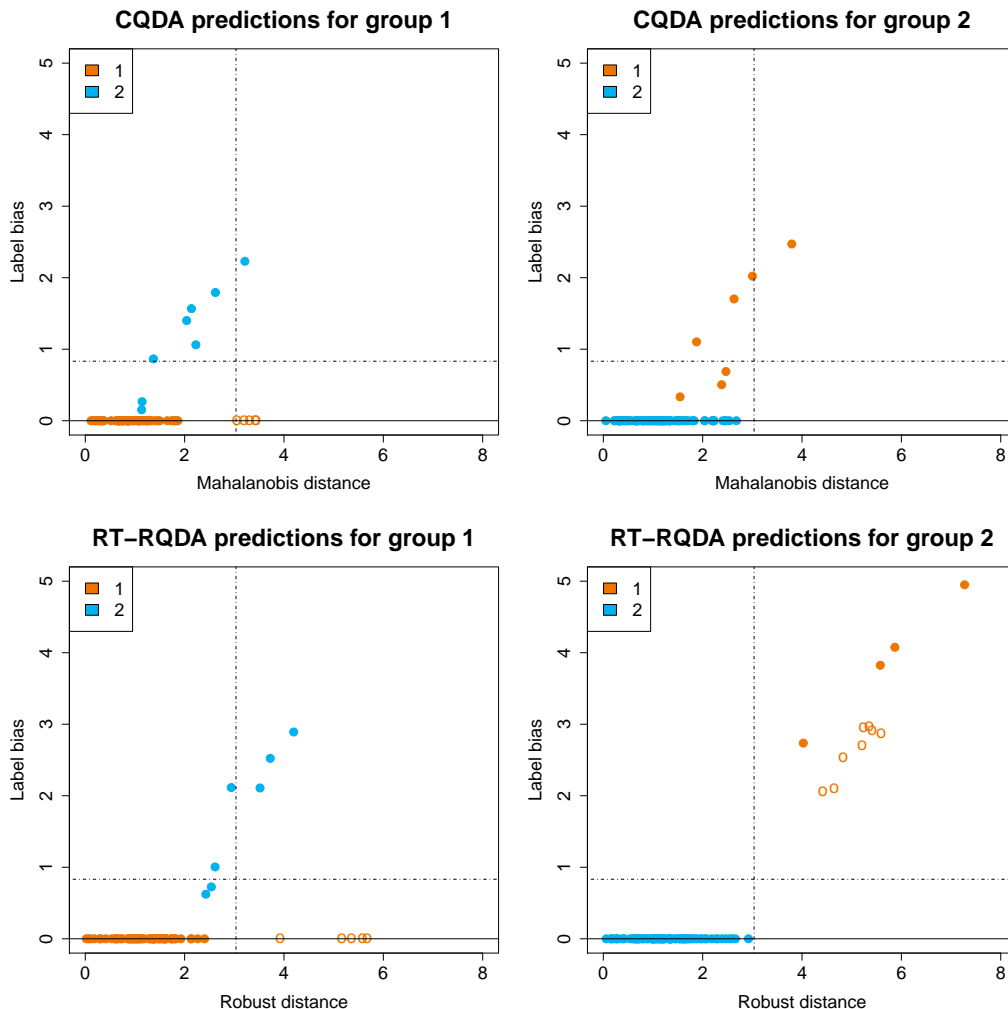 CQDA predictions for group 1
1
2
Label bias
5
4
3
2
1
0
0 2 4 6 8
Mahalanobis distance
CQDA predictions for group 2
1
2
Label bias
5
4
3
2
1
0
0 2 4 6 8
Mahalanobis distance
RT−RQDA predictions for group 1
1
2
Label bias
5
4
3
2
1
0
0 2 4 6 8
Robust distance
RT−RQDA predictions for group 2
1
2
Label bias
5
4
3
2
1
0
0 2 4 6 8
Robust distance